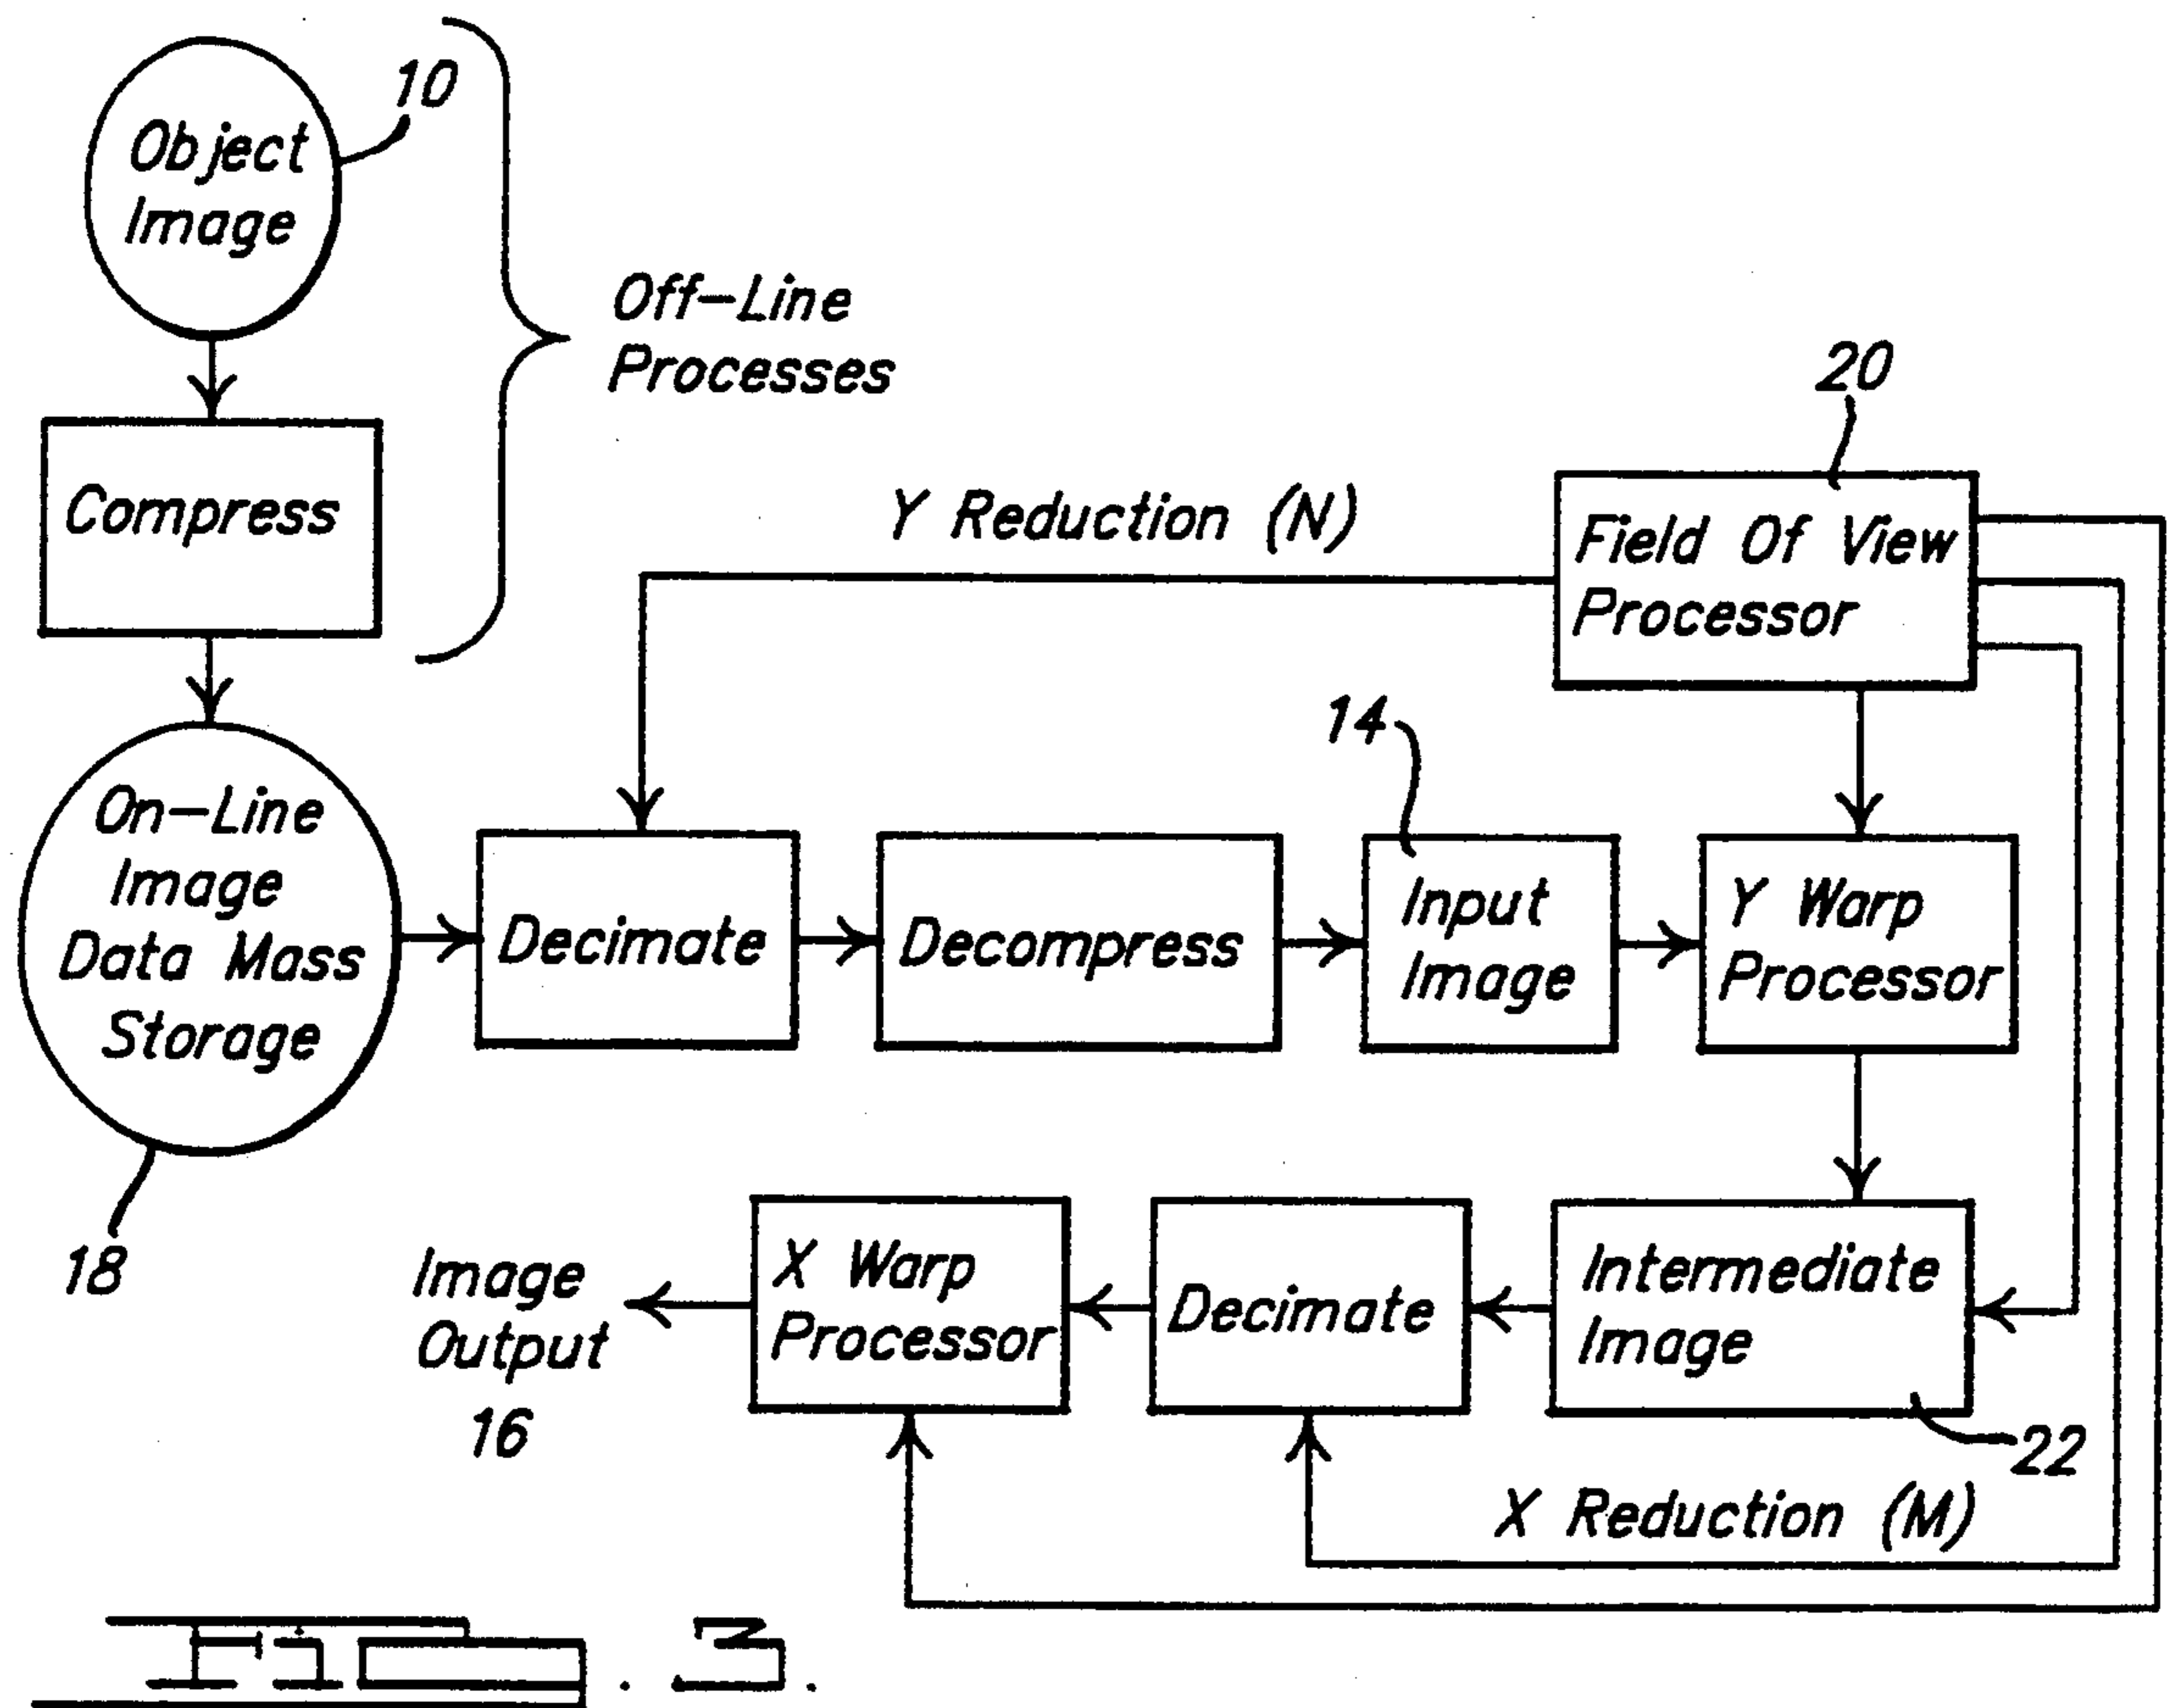 10
Object
Image
Off-Line
Processes
Compress
20
Y Reduction (N)
Field Of View
Processor
14
On-Line
Image
Data Mass
Storage
Decimate
Decompress
Input
Image
Y Warp
Processor
18
Image
Output
16
X Warp
Processor
Decimate
Intermediate
Image
22
X Reduction (M)
FIG. 3.